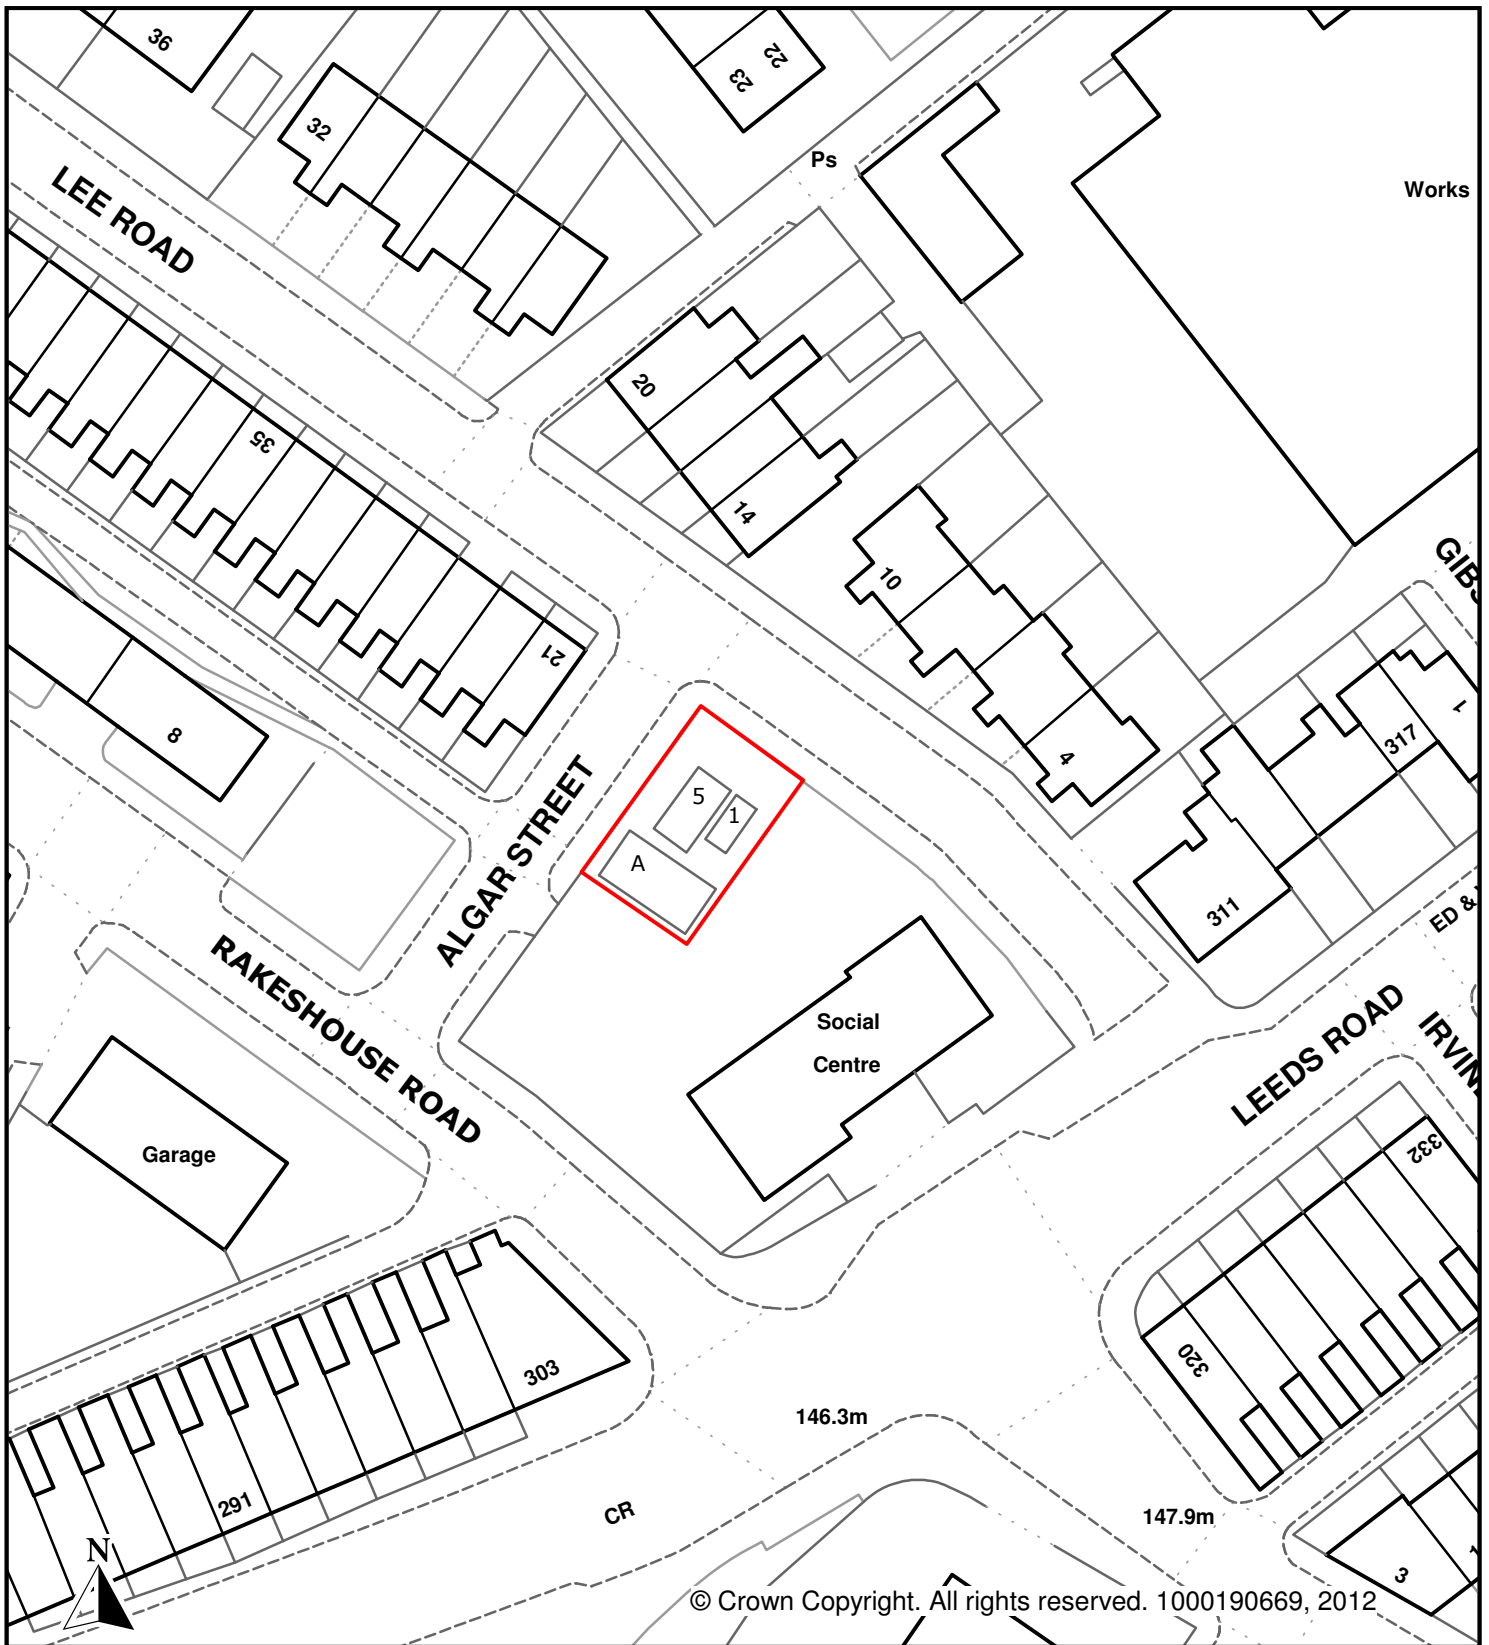 36
32
22
23
Ps
Works
LEE ROAD
20
35
14
10
GIBS
21
8
4
317
1
5
1
A
ALGAR STREET
311
ED &
RAKESHOUSE ROAD
Social
Centre
LEEDS ROAD
IRVIN
Garage
332
303
320
146.3m
291
CR
147.9m
3
N
© Crown Copyright. All rights reserved. 1000190669, 2012